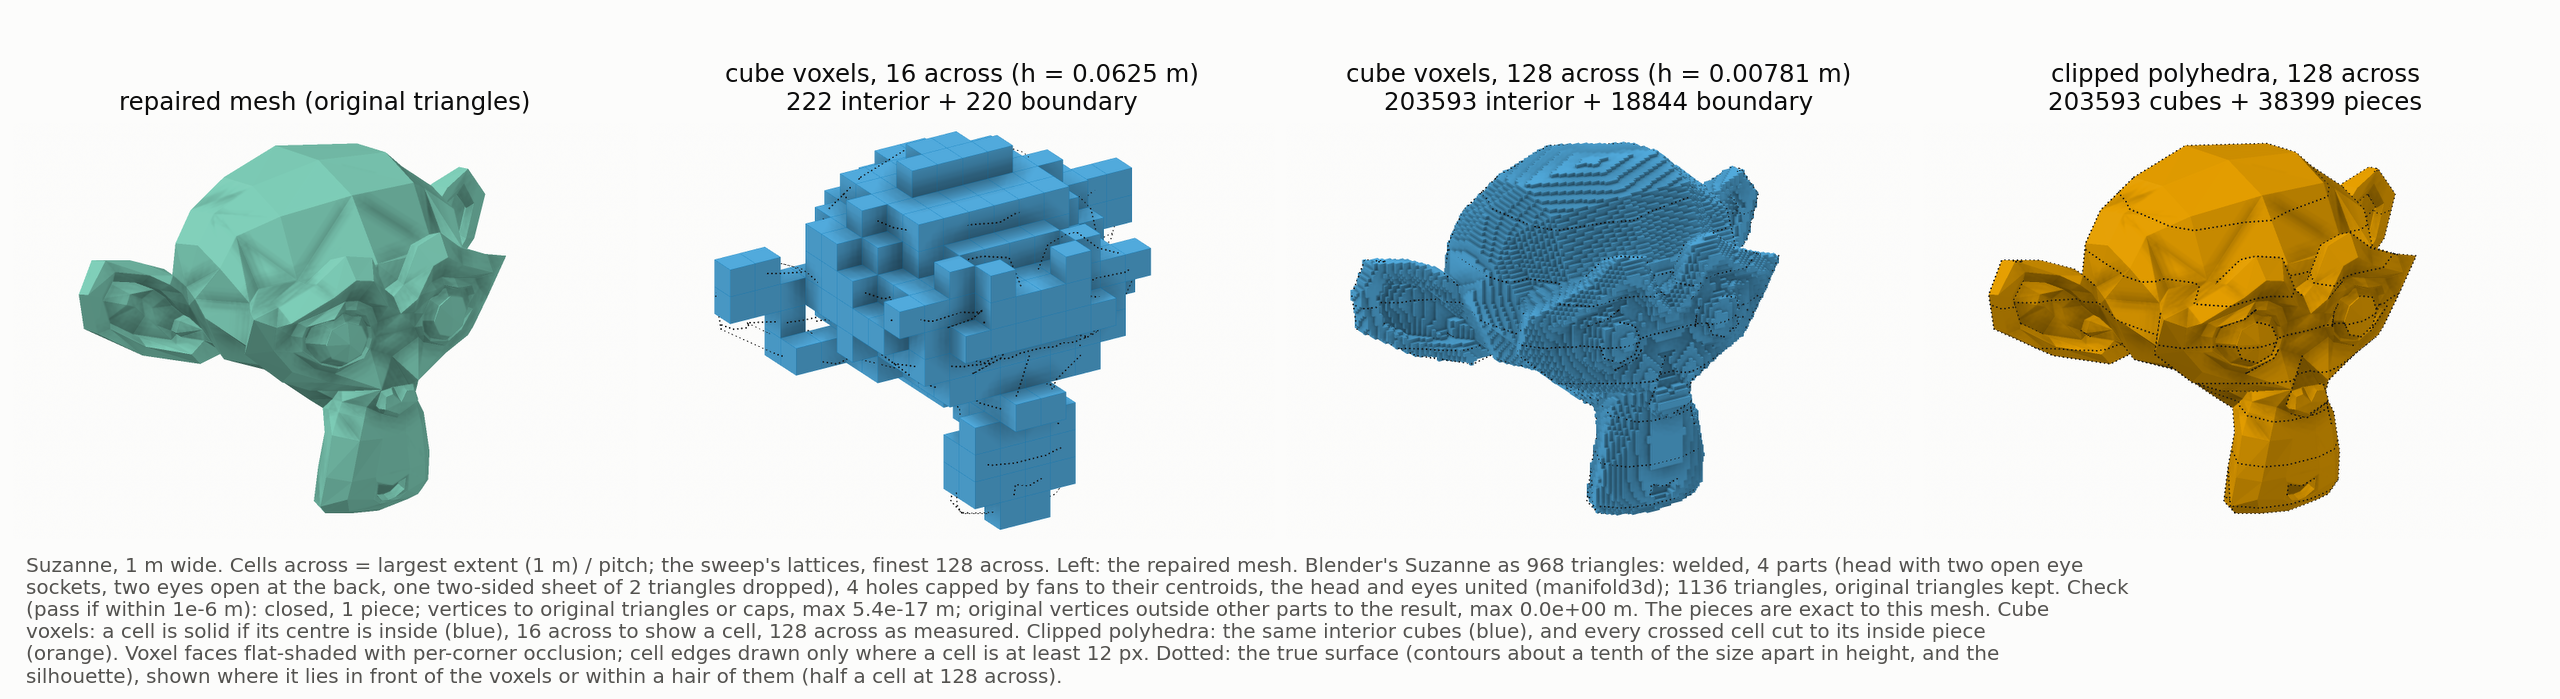 repaired mesh (original triangles)
cube voxels, 16 across (h = 0.0625 m)
222 interior + 220 boundary
cube voxels, 128 across (h = 0.00781 m)
203593 interior + 18844 boundary
clipped polyhedra, 128 across
203593 cubes + 38399 pieces
Suzanne, 1 m wide. Cells across = largest extent (1 m) / pitch; the sweep's lattices, finest 128 across. Left: the repaired mesh. Blender's Suzanne as 968 triangles: welded, 4 parts (head with two open eye
sockets, two eyes open at the back, one two-sided sheet of 2 triangles dropped), 4 holes capped by fans to their centroids, the head and eyes united (manifold3d); 1136 triangles, original triangles kept. Check
(pass if within 1e-6 m): closed, 1 piece; vertices to original triangles or caps, max 5.4e-17 m; original vertices outside other parts to the result, max 0.0e+00 m. The pieces are exact to this mesh. Cube
voxels: a cell is solid if its centre is inside (blue), 16 across to show a cell, 128 across as measured. Clipped polyhedra: the same interior cubes (blue), and every crossed cell cut to its inside piece
(orange). Voxel faces flat-shaded with per-corner occlusion; cell edges drawn only where a cell is at least 12 px. Dotted: the true surface (contours about a tenth of the size apart in height, and the
silhouette), shown where it lies in front of the voxels or within a hair of them (half a cell at 128 across).